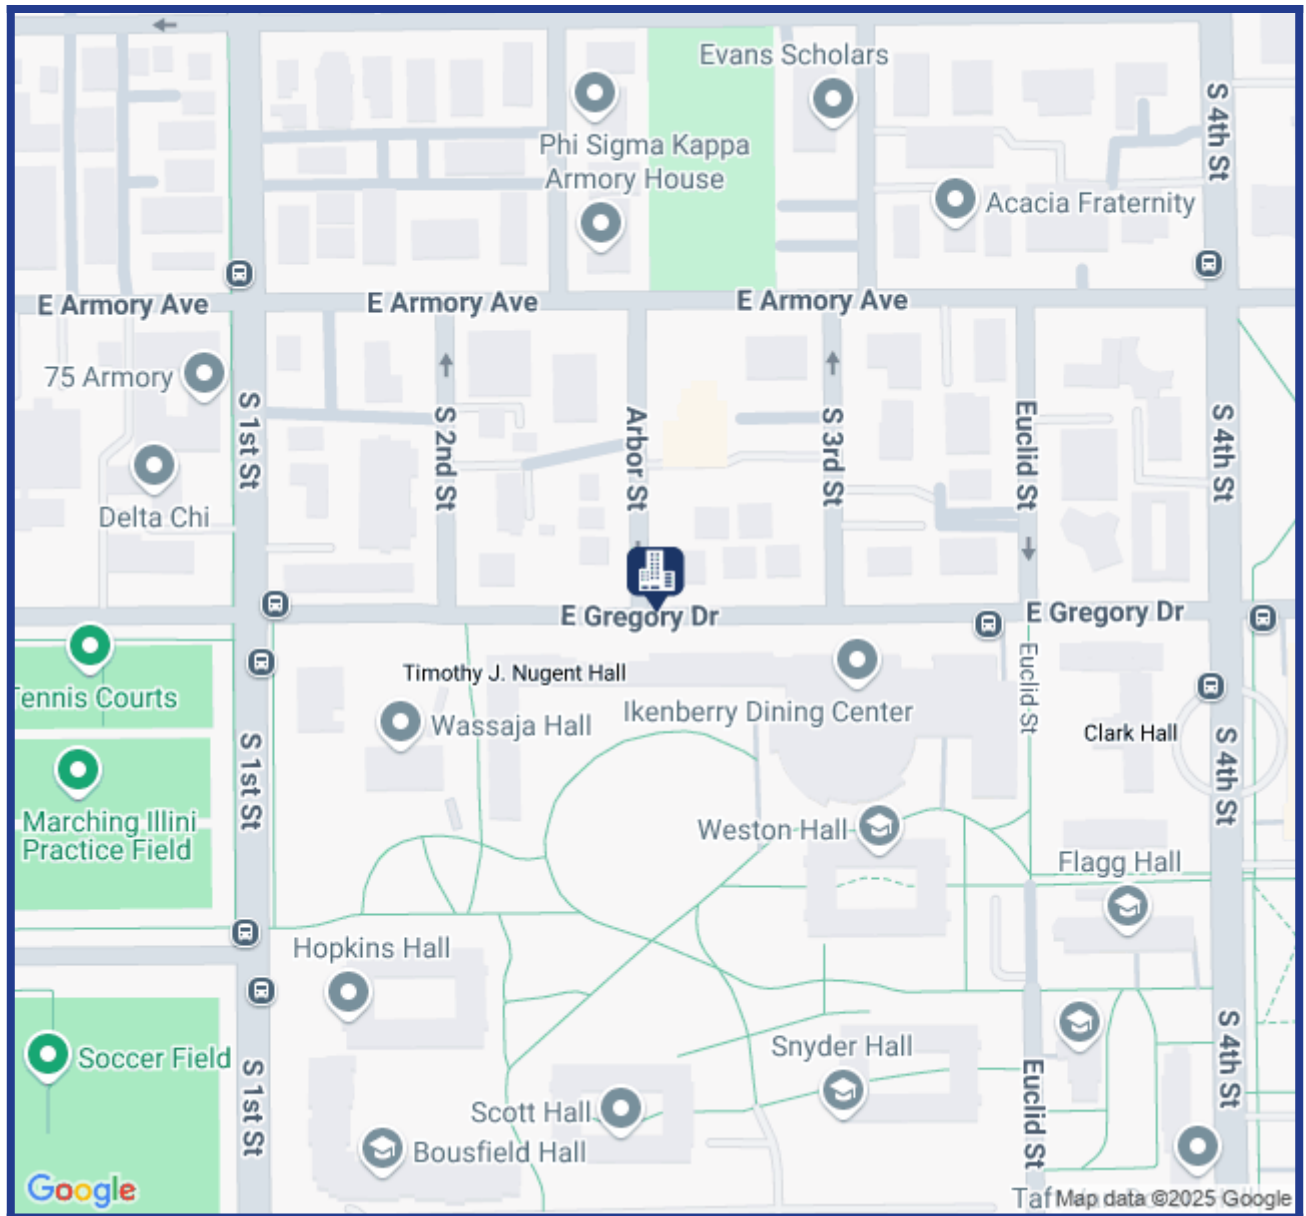 Evans Scholars
S 4th St
Phi Sigma Kappa
Armory House
Acacia Fraternity
E Armory Ave
E Armory Ave
E Armory Ave
75 Armory
S 1st St
S 2nd St
Arbor St
S 3rd St
Euclid St
S 4th St
Delta Chi
E Gregory Dr
E Gregory Dr
Tennis Courts
Timothy J. Nugent Hall
Wassaja Hall
Ikenberry Dining Center
Euclid St
Clark Hall
S 1st St
S 4th St
Marching Illini
Practice Field
Weston Hall
Flagg Hall
Hopkins Hall
Soccer Field
S 1st St
Snyder Hall
S 4th St
Euclid St
Scott Hall
Bousfield Hall
Google
Map data ©2025 Google